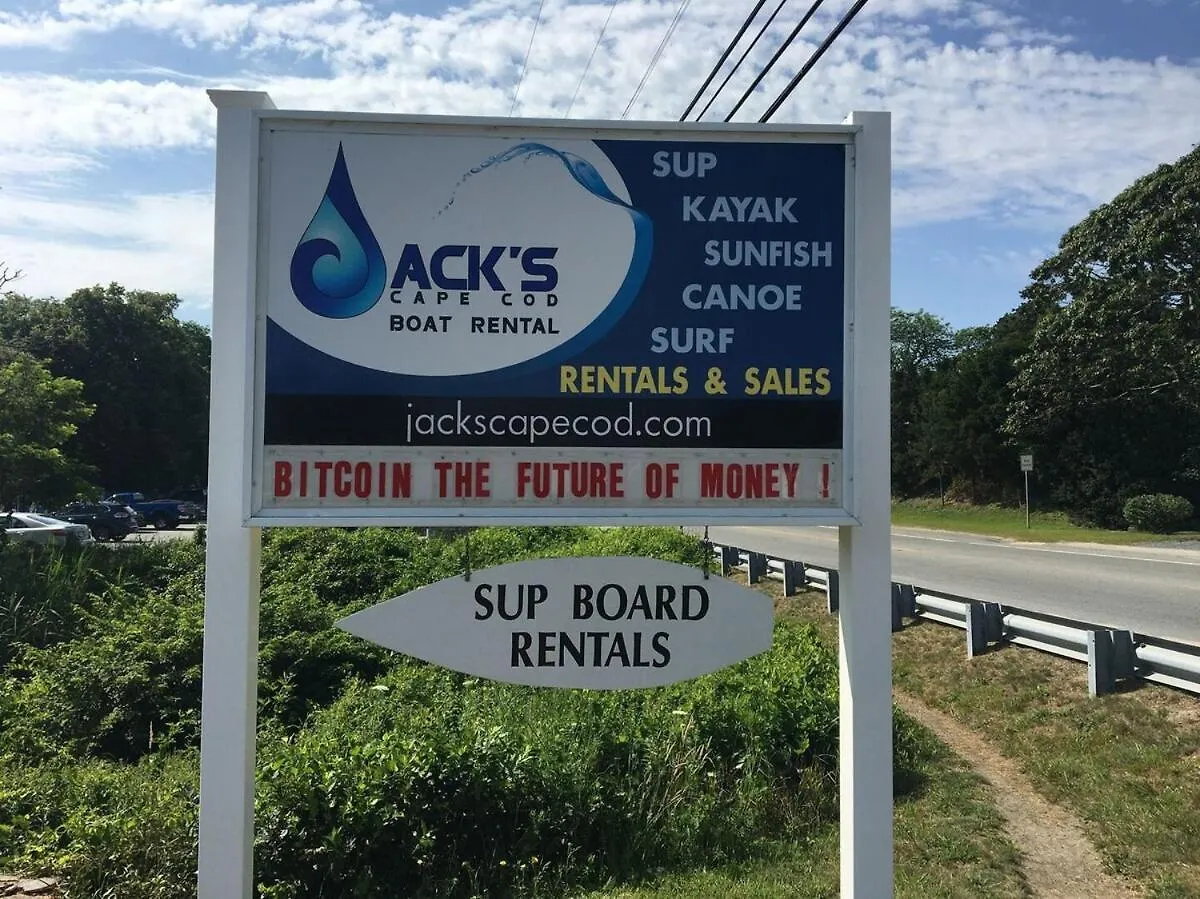 JACK'S
CAPE COD
BOAT RENTAL
SUP
KAYAK
SUNFISH
CANOE
SURF
RENTALS & SALES
jackscapecod.com
BITCOIN THE FUTURE OF MONEY !
SUP BOARD
RENTALS